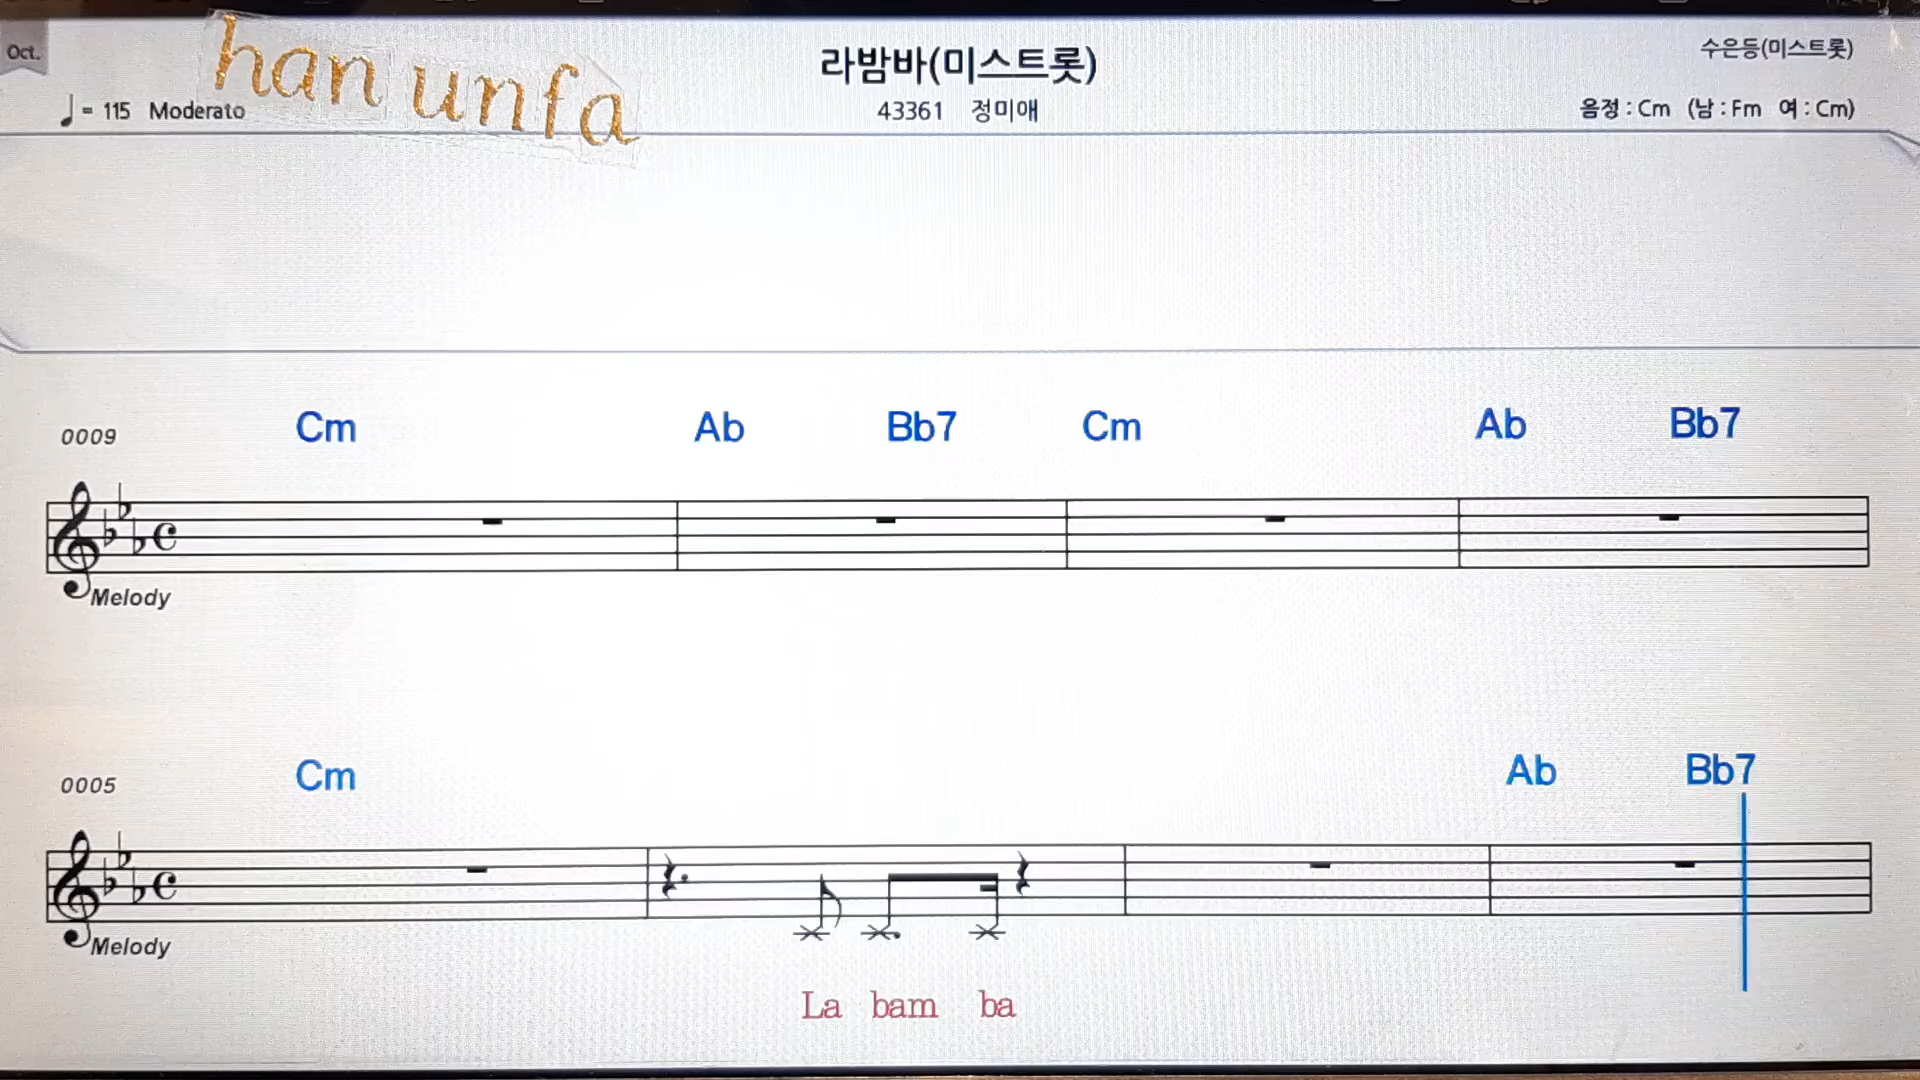 Oct.
han unfa
라밤바(미스트롯)
수은등(미스트롯)
= 115 Moderato
43361 정미애
음정 : Cm (남 : Fm 여 : Cm)
0009 Cm Ab Bb7 Cm Ab Bb7
Melody
0005 Cm Ab Bb7
Melody
La bam ba